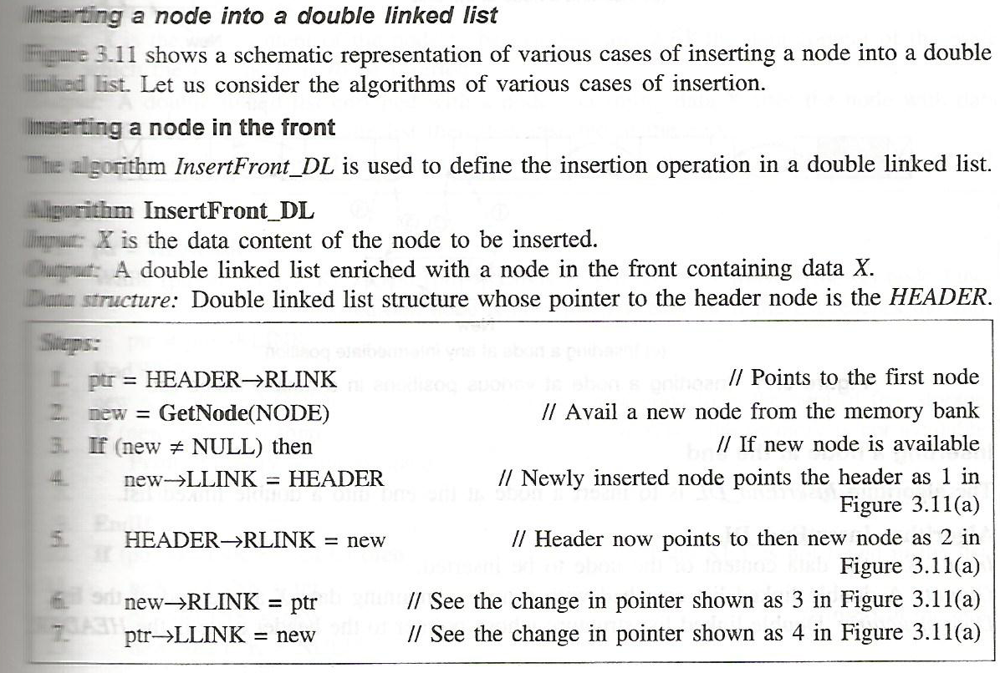 Inserting a node into a double linked list
Figure 3.11 shows a schematic representation of various cases of inserting a node into a double
linked list. Let us consider the algorithms of various cases of insertion.
Inserting a node in the front
The algorithm InsertFront_DL is used to define the insertion operation in a double linked list.
Algorithm InsertFront_DL
Input: X is the data content of the node to be inserted.
Output: A double linked list enriched with a node in the front containing data X.
Data structure: Double linked list structure whose pointer to the header node is the HEADER.
Steps:
1. ptr = HEADER→RLINK // Points to the first node
2. new = GetNode(NODE) // Avail a new node from the memory bank
3. If (new ≠ NULL) then // If new node is available
4. new→LLINK = HEADER // Newly inserted node points the header as 1 in
Figure 3.11(a)
5. HEADER→RLINK = new // Header now points to then new node as 2 in
Figure 3.11(a)
6. new→RLINK = ptr // See the change in pointer shown as 3 in Figure 3.11(a)
7. ptr→LLINK = new // See the change in pointer shown as 4 in Figure 3.11(a)